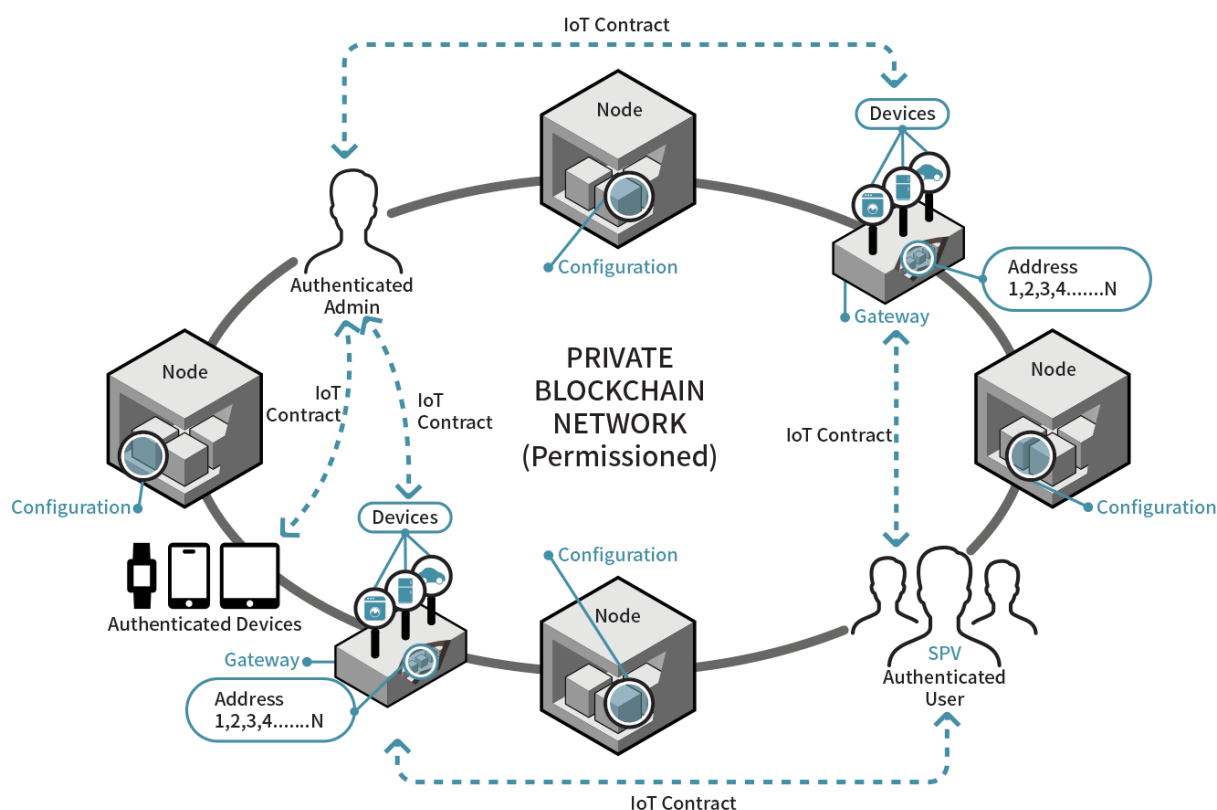 IoT Contract
Node
Devices
Configuration
Authenticated
Admin
Address
1,2,3,4.......N
Gateway
Node
IoT
Contract
IoT
Contract
PRIVATE
BLOCKCHAIN
NETWORK
(Permissioned)
IoT Contract
Node
Configuration
Configuration
Devices
Configuration
Authenticated Devices
Node
Gateway
SPV
Authenticated
User
Address
1,2,3,4.......N
IoT Contract